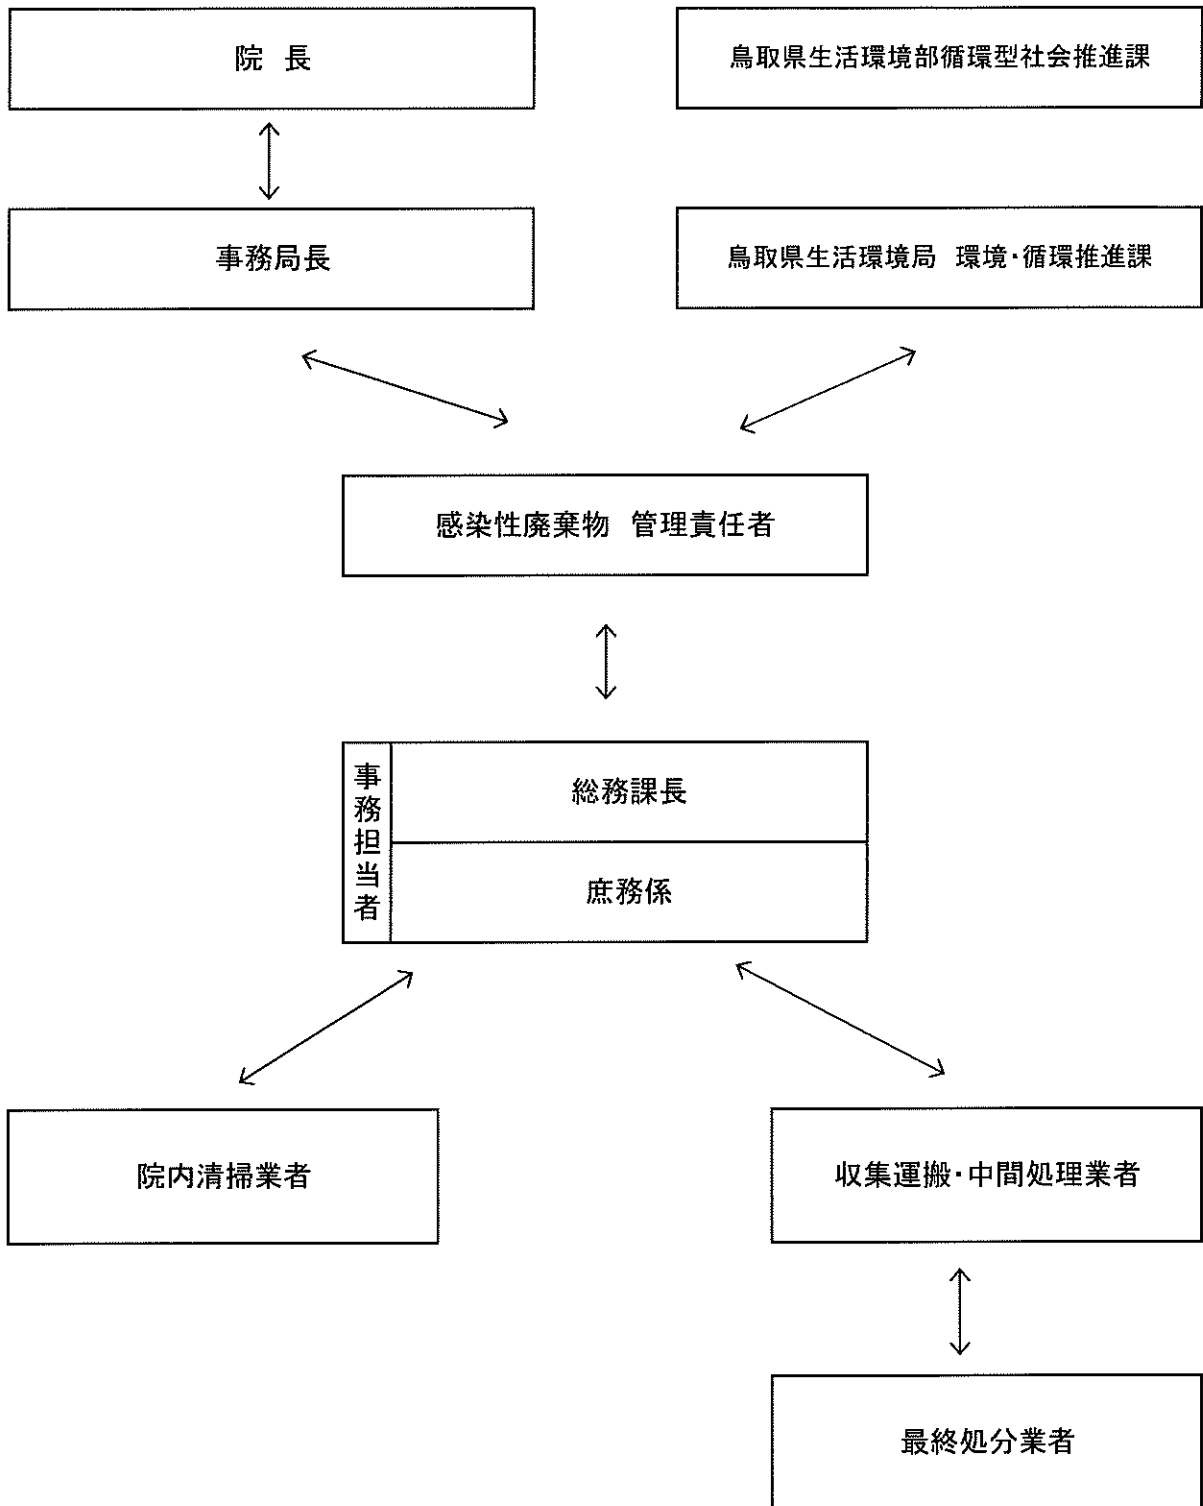 院 長
鳥取県生活環境部循環型社会推進課
事務局長
鳥取県生活環境局 環境・循環推進課
感染性廃棄物 管理責任者
事務担当者
総務課長
庶務係
院内清掃業者
収集運搬・中間処理業者
最終処分業者